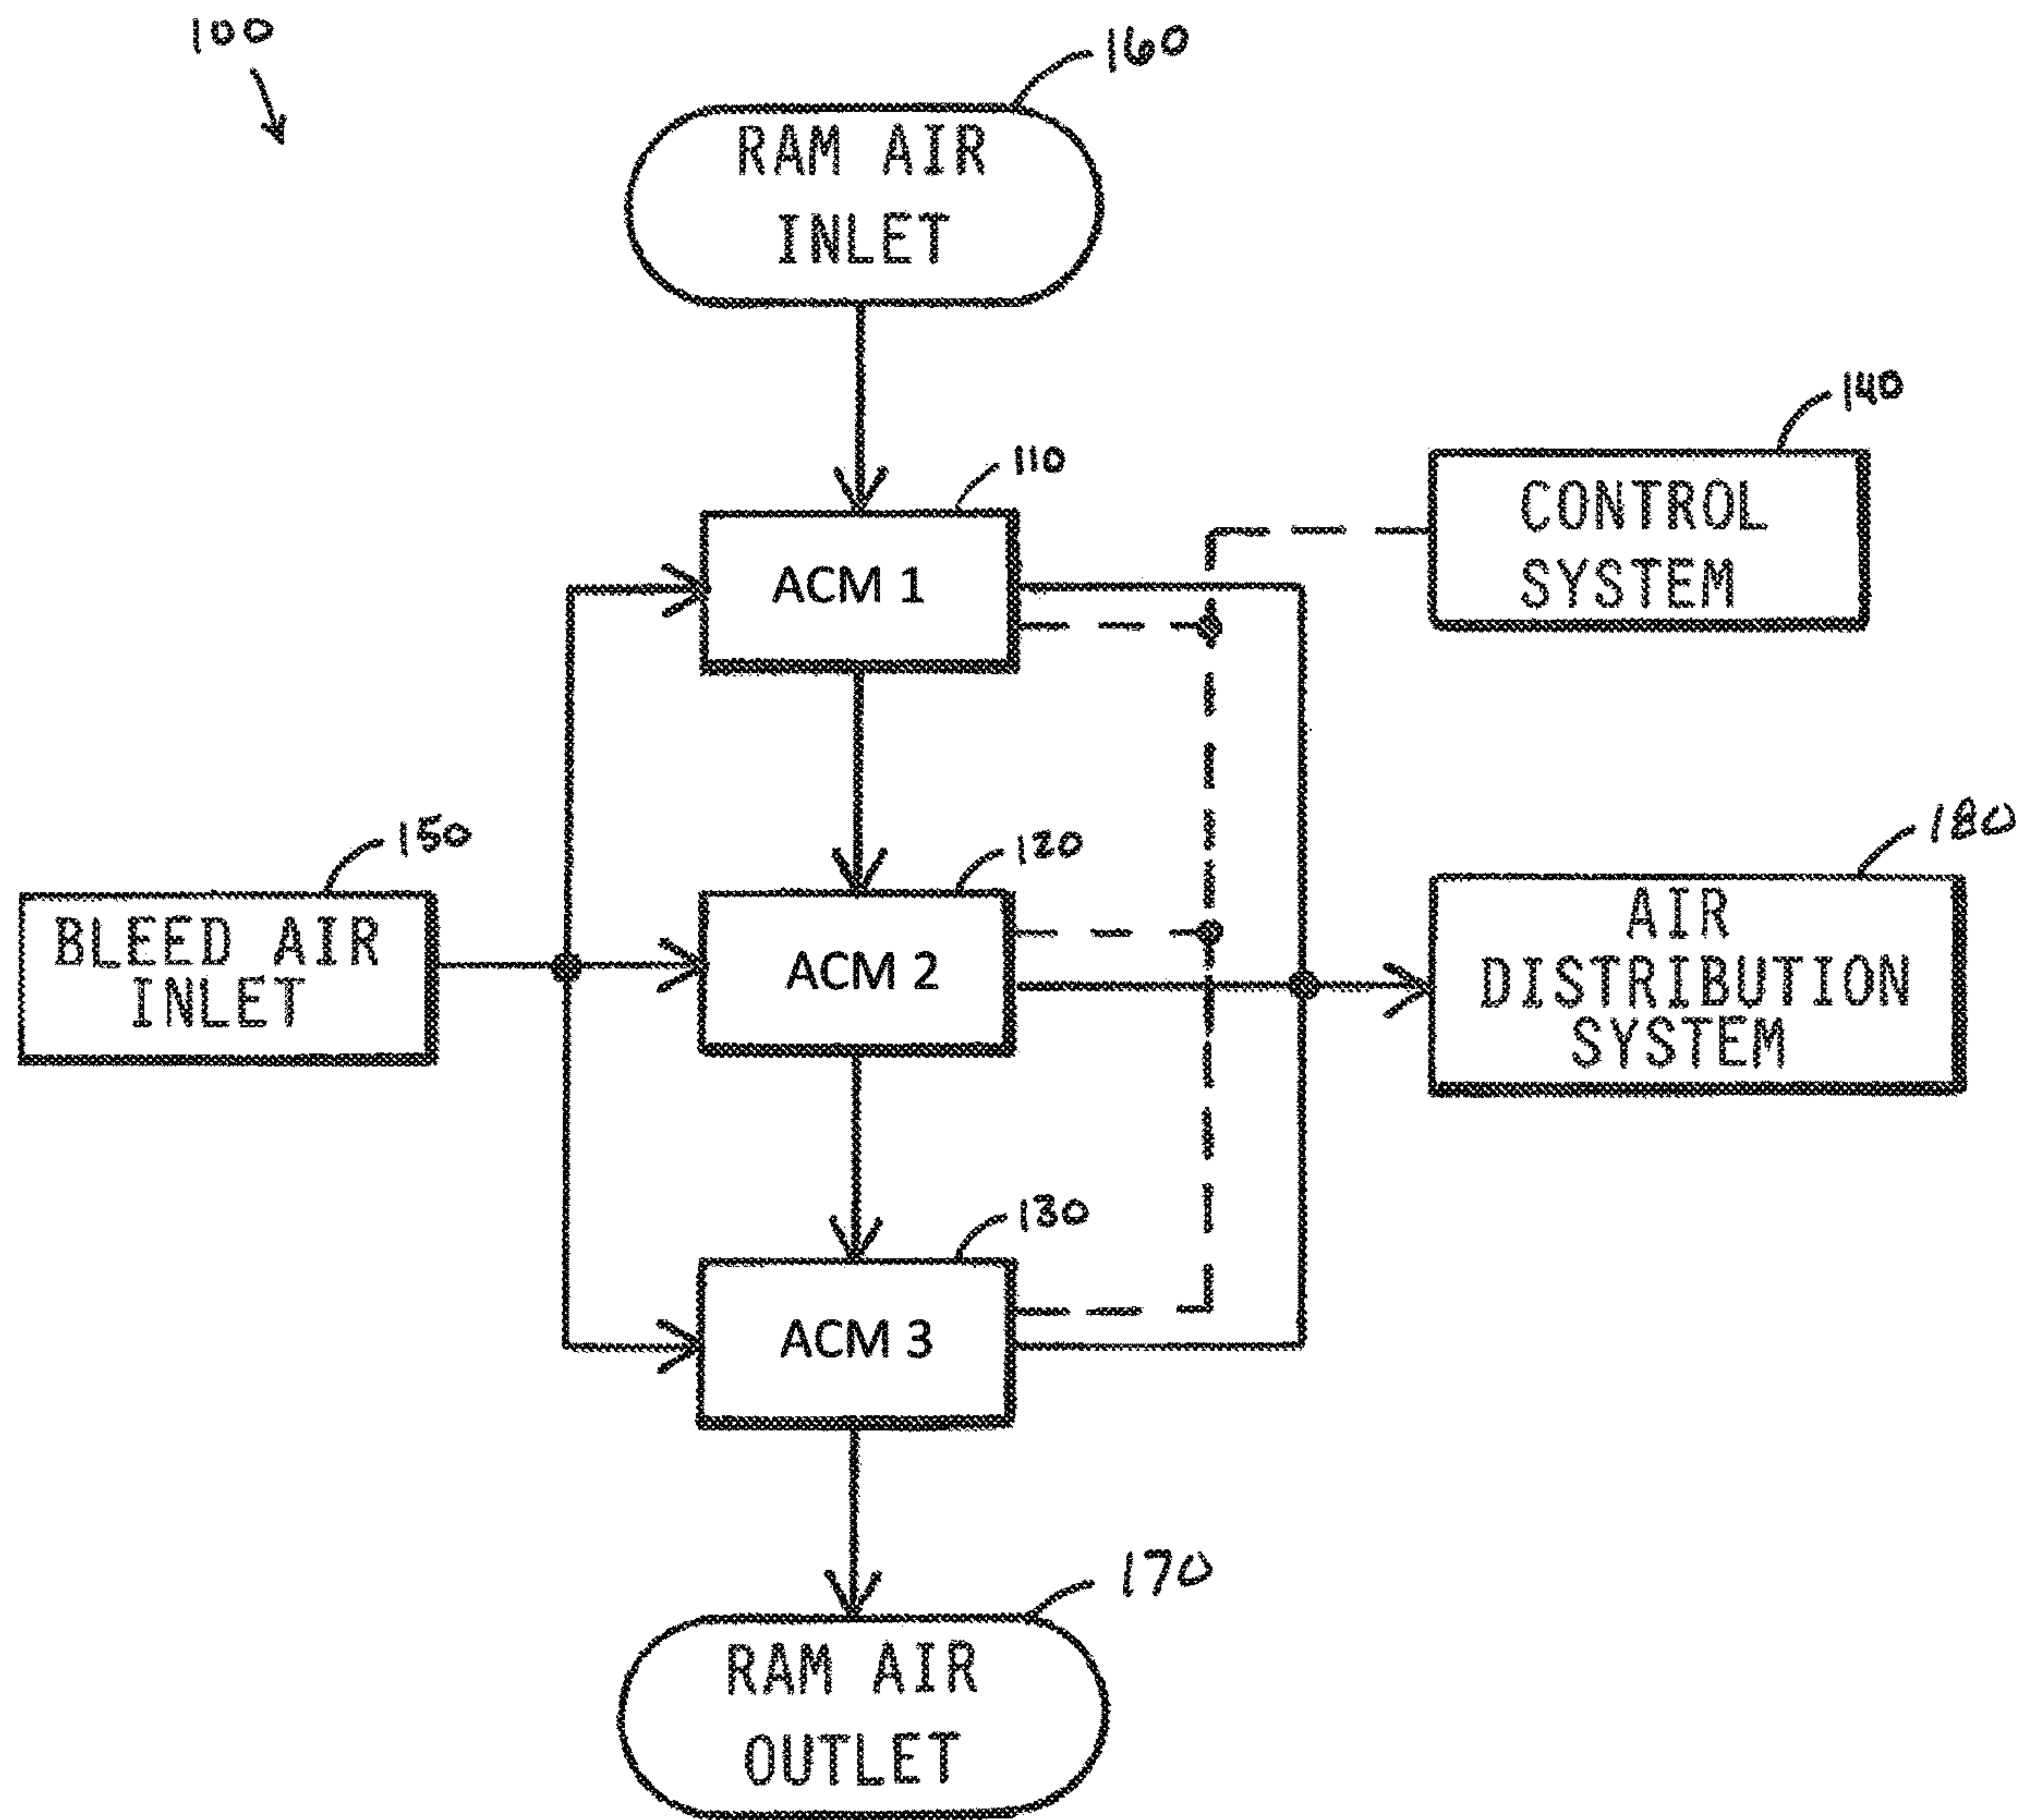 100
160
RAM AIR
INLET
140
CONTROL
SYSTEM
110
ACM 1
150
BLEED AIR
INLET
120
ACM 2
180
AIR
DISTRIBUTION
SYSTEM
130
ACM 3
170
RAM AIR
OUTLET